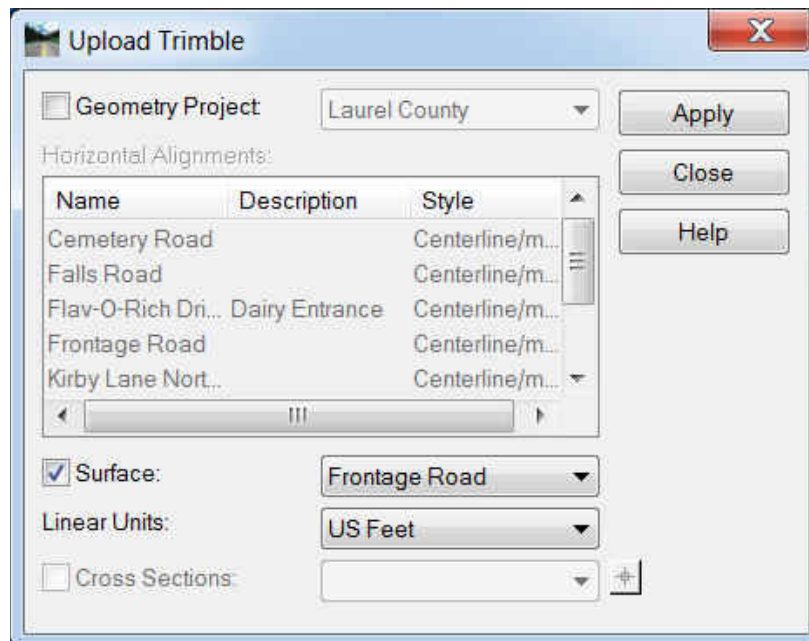 Upload Trimble
Geometry Project: Laurel County
Apply
Horizontal Alignments:
Close
Name Description Style
Help
Cemetery Road Centerline/m...
Falls Road Centerline/m...
Flav-O-Rich Dri... Dairy Entrance Centerline/m...
Frontage Road Centerline/m...
Kirby Lane Nort... Centerline/m...
Surface: Frontage Road
Linear Units: US Feet
Cross Sections: